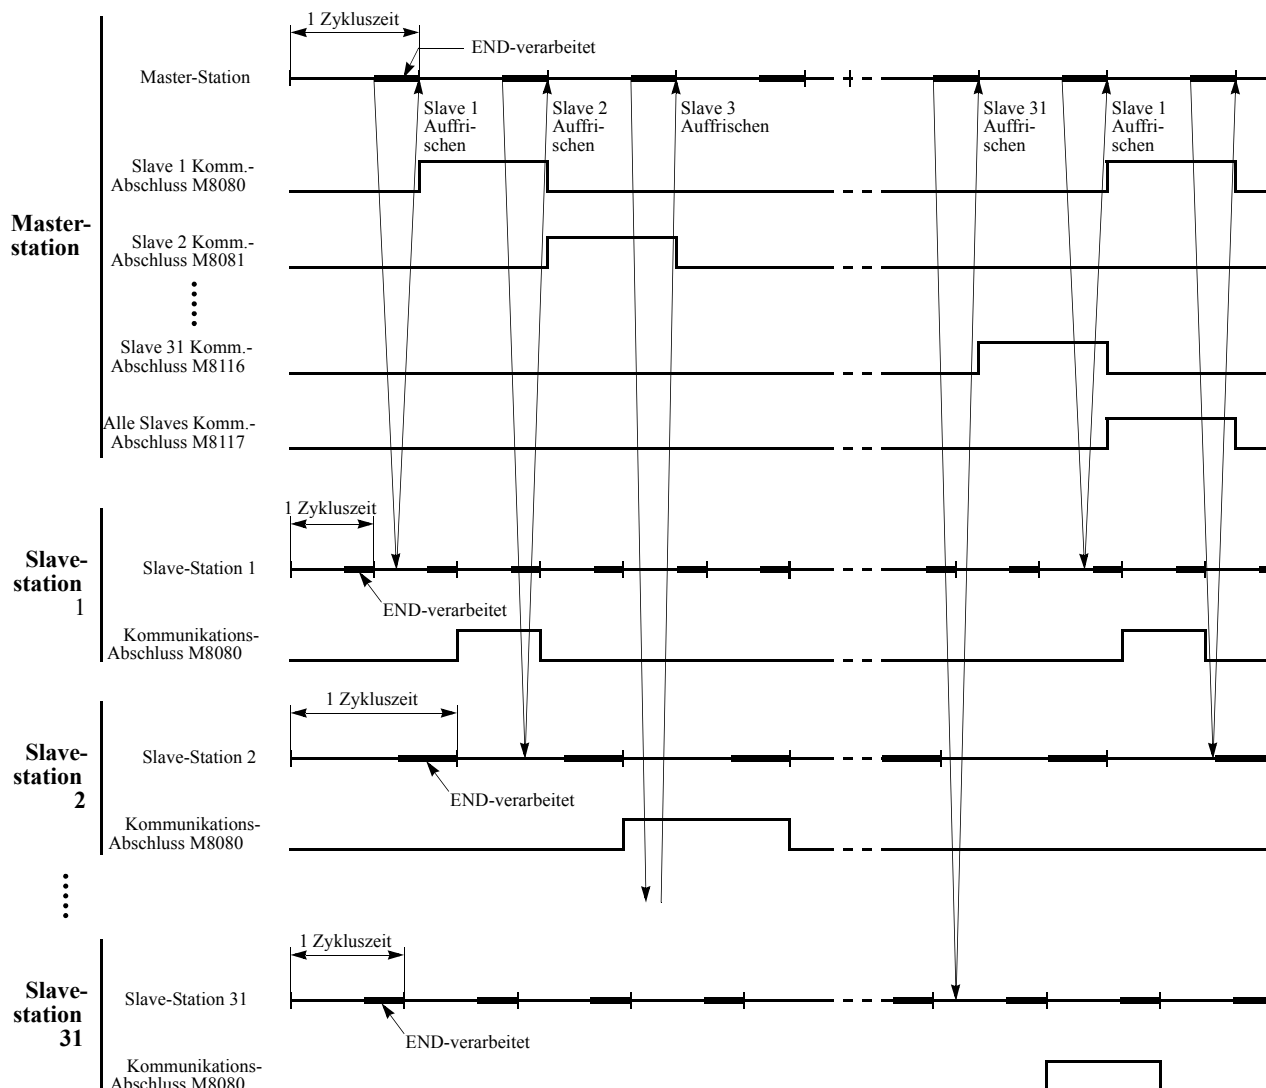 1 Zykluszeit
END-verarbeitet
Master-Station
Slave 1
Auffri-
schen
Slave 2
Auffri-
schen
Slave 3
Auffrischen
Slave 31
Auffri-
schen
Slave 1
Auffri-
schen
Slave 1 Komm.-
Abschluss M8080
Master-
station
Slave 2 Komm.-
Abschluss M8081
Slave 31 Komm.-
Abschluss M8116
Alle Slaves Komm.-
Abschluss M8117
1 Zykluszeit
Slave-
station
1
Slave-Station 1
END-verarbeitet
Kommunikations-
Abschluss M8080
1 Zykluszeit
Slave-
station
2
Slave-Station 2
END-verarbeitet
Kommunikations-
Abschluss M8080
1 Zykluszeit
Slave-
station
31
Slave-Station 31
END-verarbeitet
Kommunikations-
Abschluss M8080